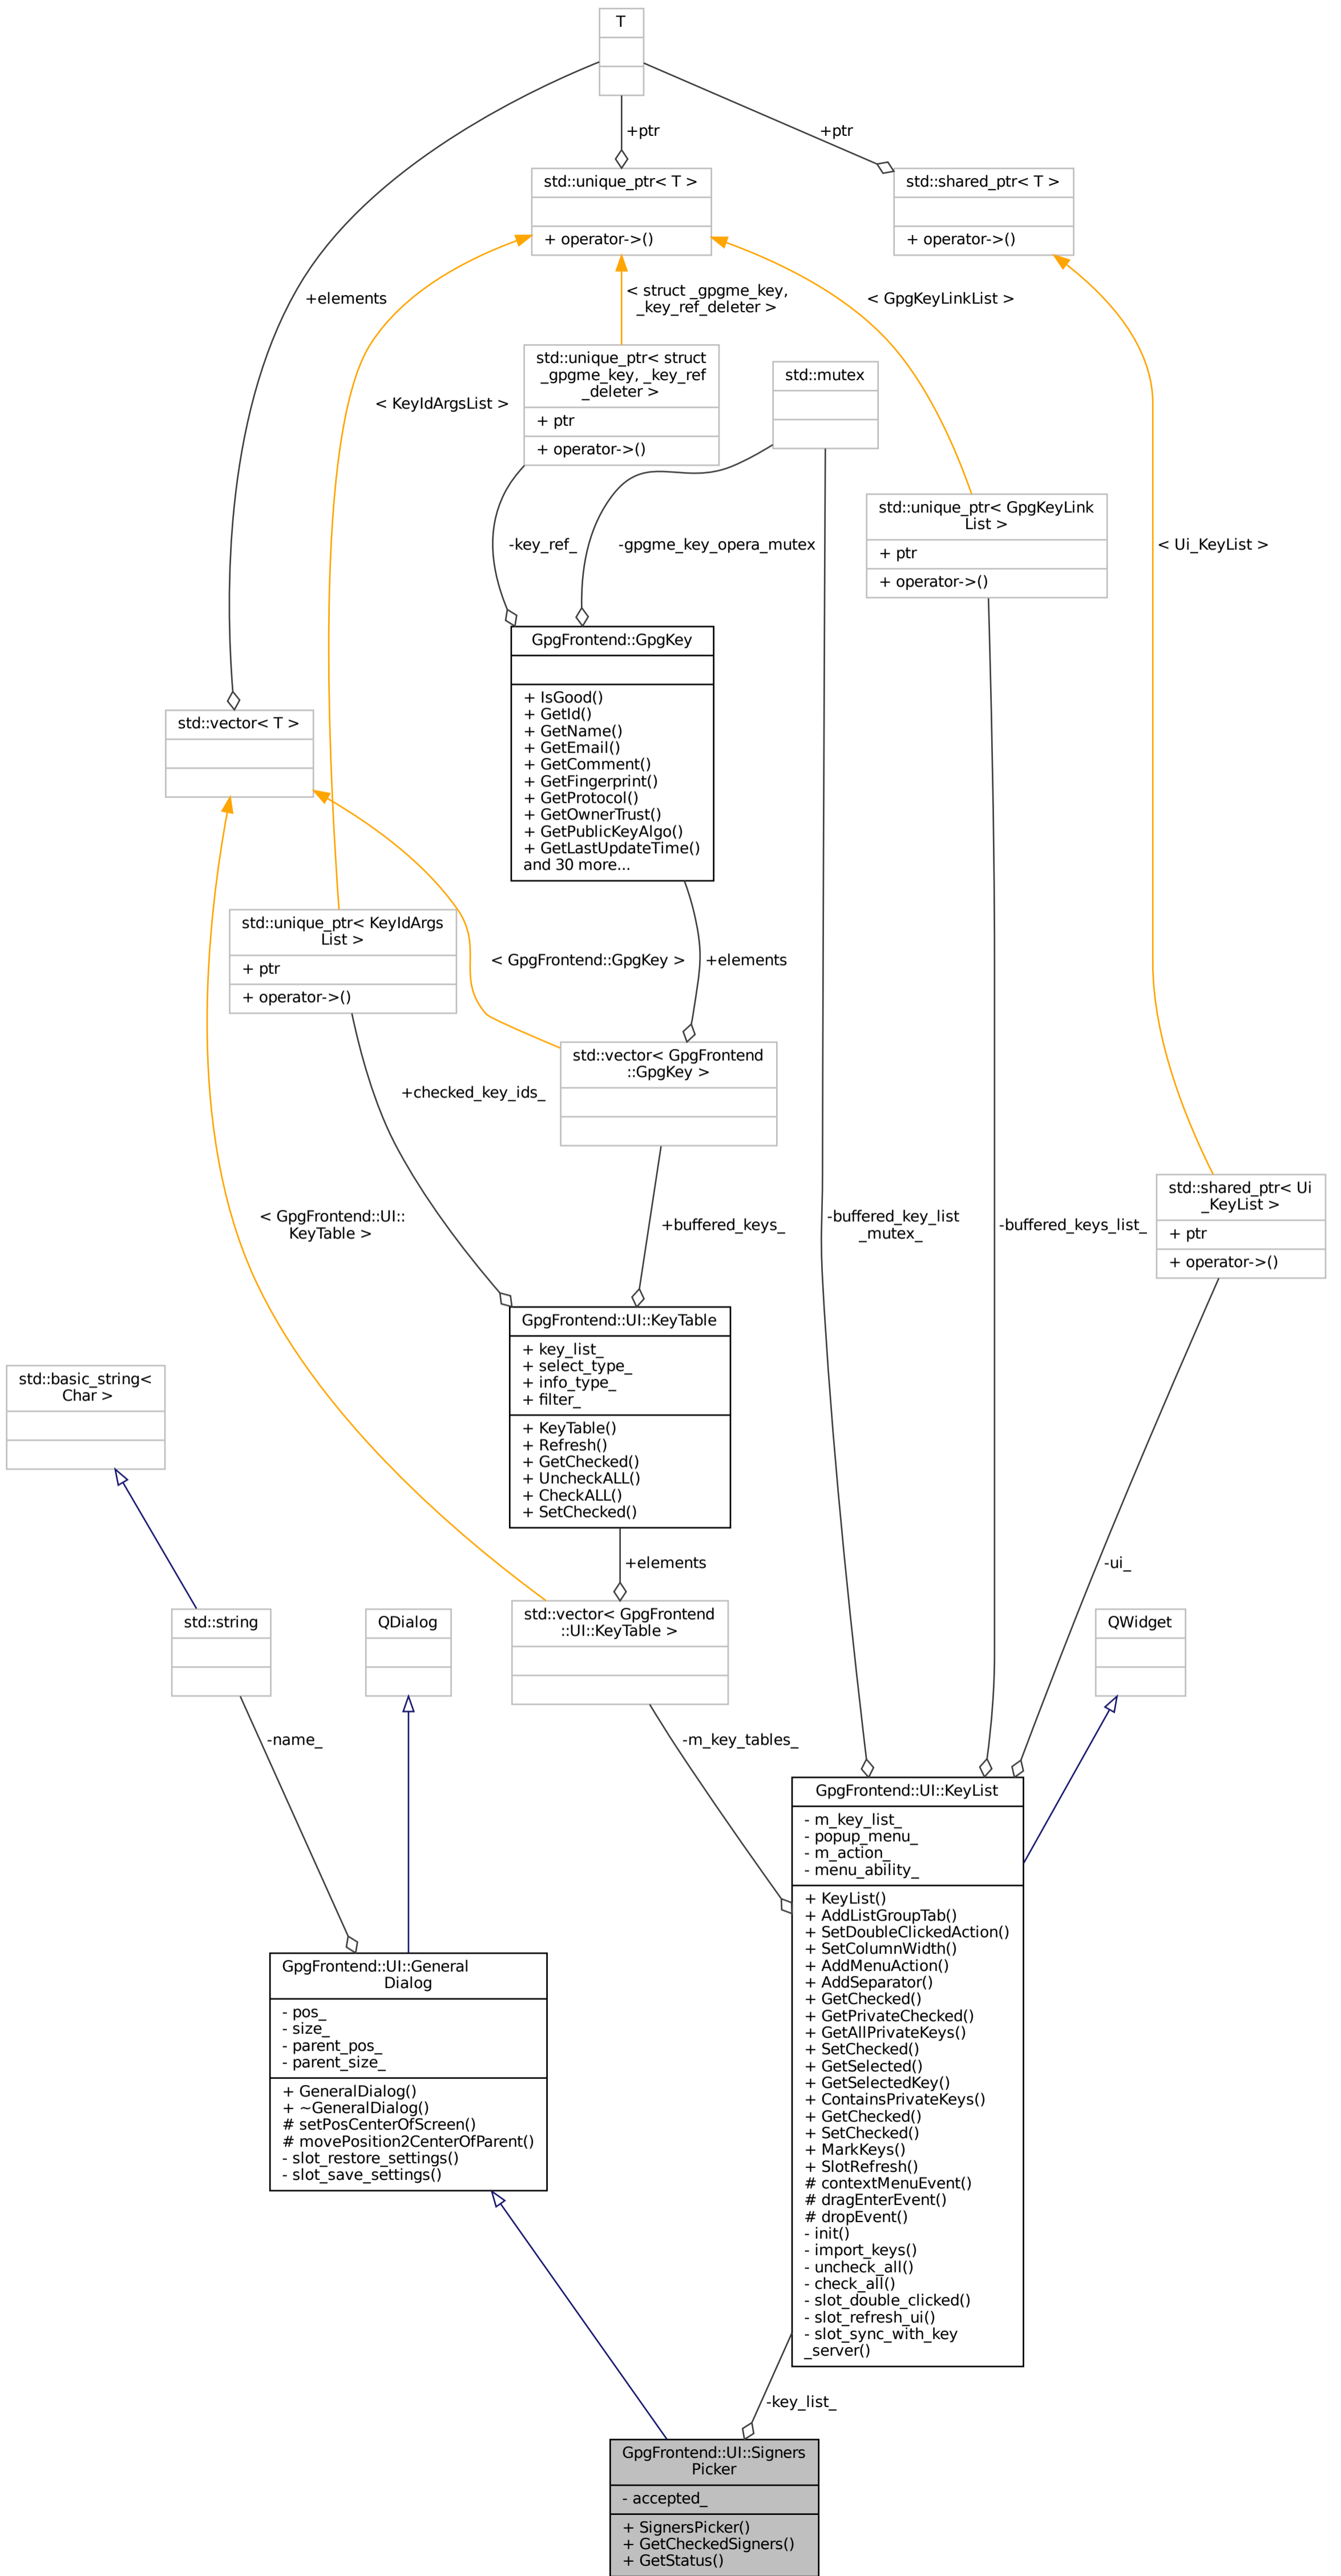 T
+ptr
+ptr
std::unique_ptr< T >
+ operator->()
std::shared_ptr< T >
+ operator->()
+elements
< struct _gpgme_key,
_key_ref_deleter >
< GpgKeyLinkList >
std::unique_ptr< struct
_gpgme_key, _key_ref
_deleter >
+ ptr
+ operator->()
std::mutex
< KeyIdArgsList >
std::unique_ptr< GpgKeyLink
List >
+ ptr
+ operator->()
-key_ref_
-gpgme_key_opera_mutex
< Ui_KeyList >
GpgFrontend::GpgKey
+ IsGood()
+ GetId()
+ GetName()
+ GetEmail()
+ GetComment()
+ GetFingerprint()
+ GetProtocol()
+ GetOwnerTrust()
+ GetPublicKeyAlgo()
+ GetLastUpdateTime()
and 30 more...
std::vector< T >
std::unique_ptr< KeyIdArgs
List >
+ ptr
+ operator->()
< GpgFrontend::GpgKey >
+elements
std::vector< GpgFrontend
::GpgKey >
+checked_key_ids_
std::shared_ptr< Ui
_KeyList >
+ ptr
+ operator->()
< GpgFrontend::UI::
KeyTable >
+buffered_keys_
-buffered_key_list
_mutex_
-buffered_keys_list_
GpgFrontend::UI::KeyTable
+ key_list_
+ select_type_
+ info_type_
+ filter_
+ KeyTable()
+ Refresh()
+ GetChecked()
+ UncheckALL()
+ CheckALL()
+ SetChecked()
std::basic_string<
Char >
+elements
-ui_
std::string
QDialog
std::vector< GpgFrontend
::UI::KeyTable >
QWidget
-name_
-m_key_tables_
GpgFrontend::UI::KeyList
- m_key_list_
- popup_menu_
- m_action_
- menu_ability_
+ KeyList()
+ AddListGroupTab()
+ SetDoubleClickedAction()
+ SetColumnWidth()
+ AddMenuAction()
+ AddSeparator()
+ GetChecked()
+ GetPrivateChecked()
+ GetAllPrivateKeys()
+ SetChecked()
+ GetSelected()
+ GetSelectedKey()
+ ContainsPrivateKeys()
+ GetChecked()
+ SetChecked()
+ MarkKeys()
+ SlotRefresh()
# contextMenuEvent()
# dragEnterEvent()
# dropEvent()
- init()
- import_keys()
- uncheck_all()
- check_all()
- slot_double_clicked()
- slot_refresh_ui()
- slot_sync_with_key
_server()
GpgFrontend::UI::General
Dialog
- pos_
- size_
- parent_pos_
- parent_size_
+ GeneralDialog()
+ ~GeneralDialog()
# setPosCenterOfScreen()
# movePosition2CenterOfParent()
- slot_restore_settings()
- slot_save_settings()
-key_list_
GpgFrontend::UI::Signers
Picker
- accepted_
+ SignersPicker()
+ GetCheckedSigners()
+ GetStatus()